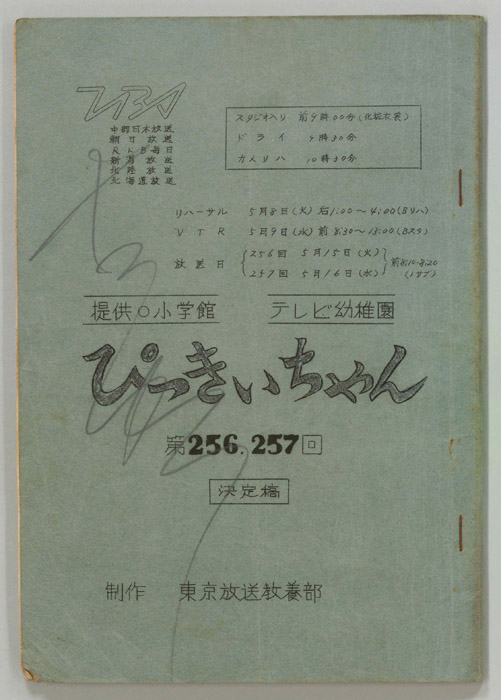 中部日本放送
朝日放送
RKB毎日
新潟放送
北陸放送
北海道放送
スタジオ入り 前9時00分(化粧衣裳)
ドライ 9時30分
カメリハ 10時30分
リハーサル 5月8日(火) 后1:00〜4:00(Bリハ)
VTR 5月9日(水) 前8:30〜13:00(Bスタ)
放送日 256回 5月15日(火)
257回 5月16日(水)
前8:10-8:20
提供○小学館 テレビ幼稚園
ぴっきぃちゃん
第256.257回
決定稿
制作 東京放送教養部